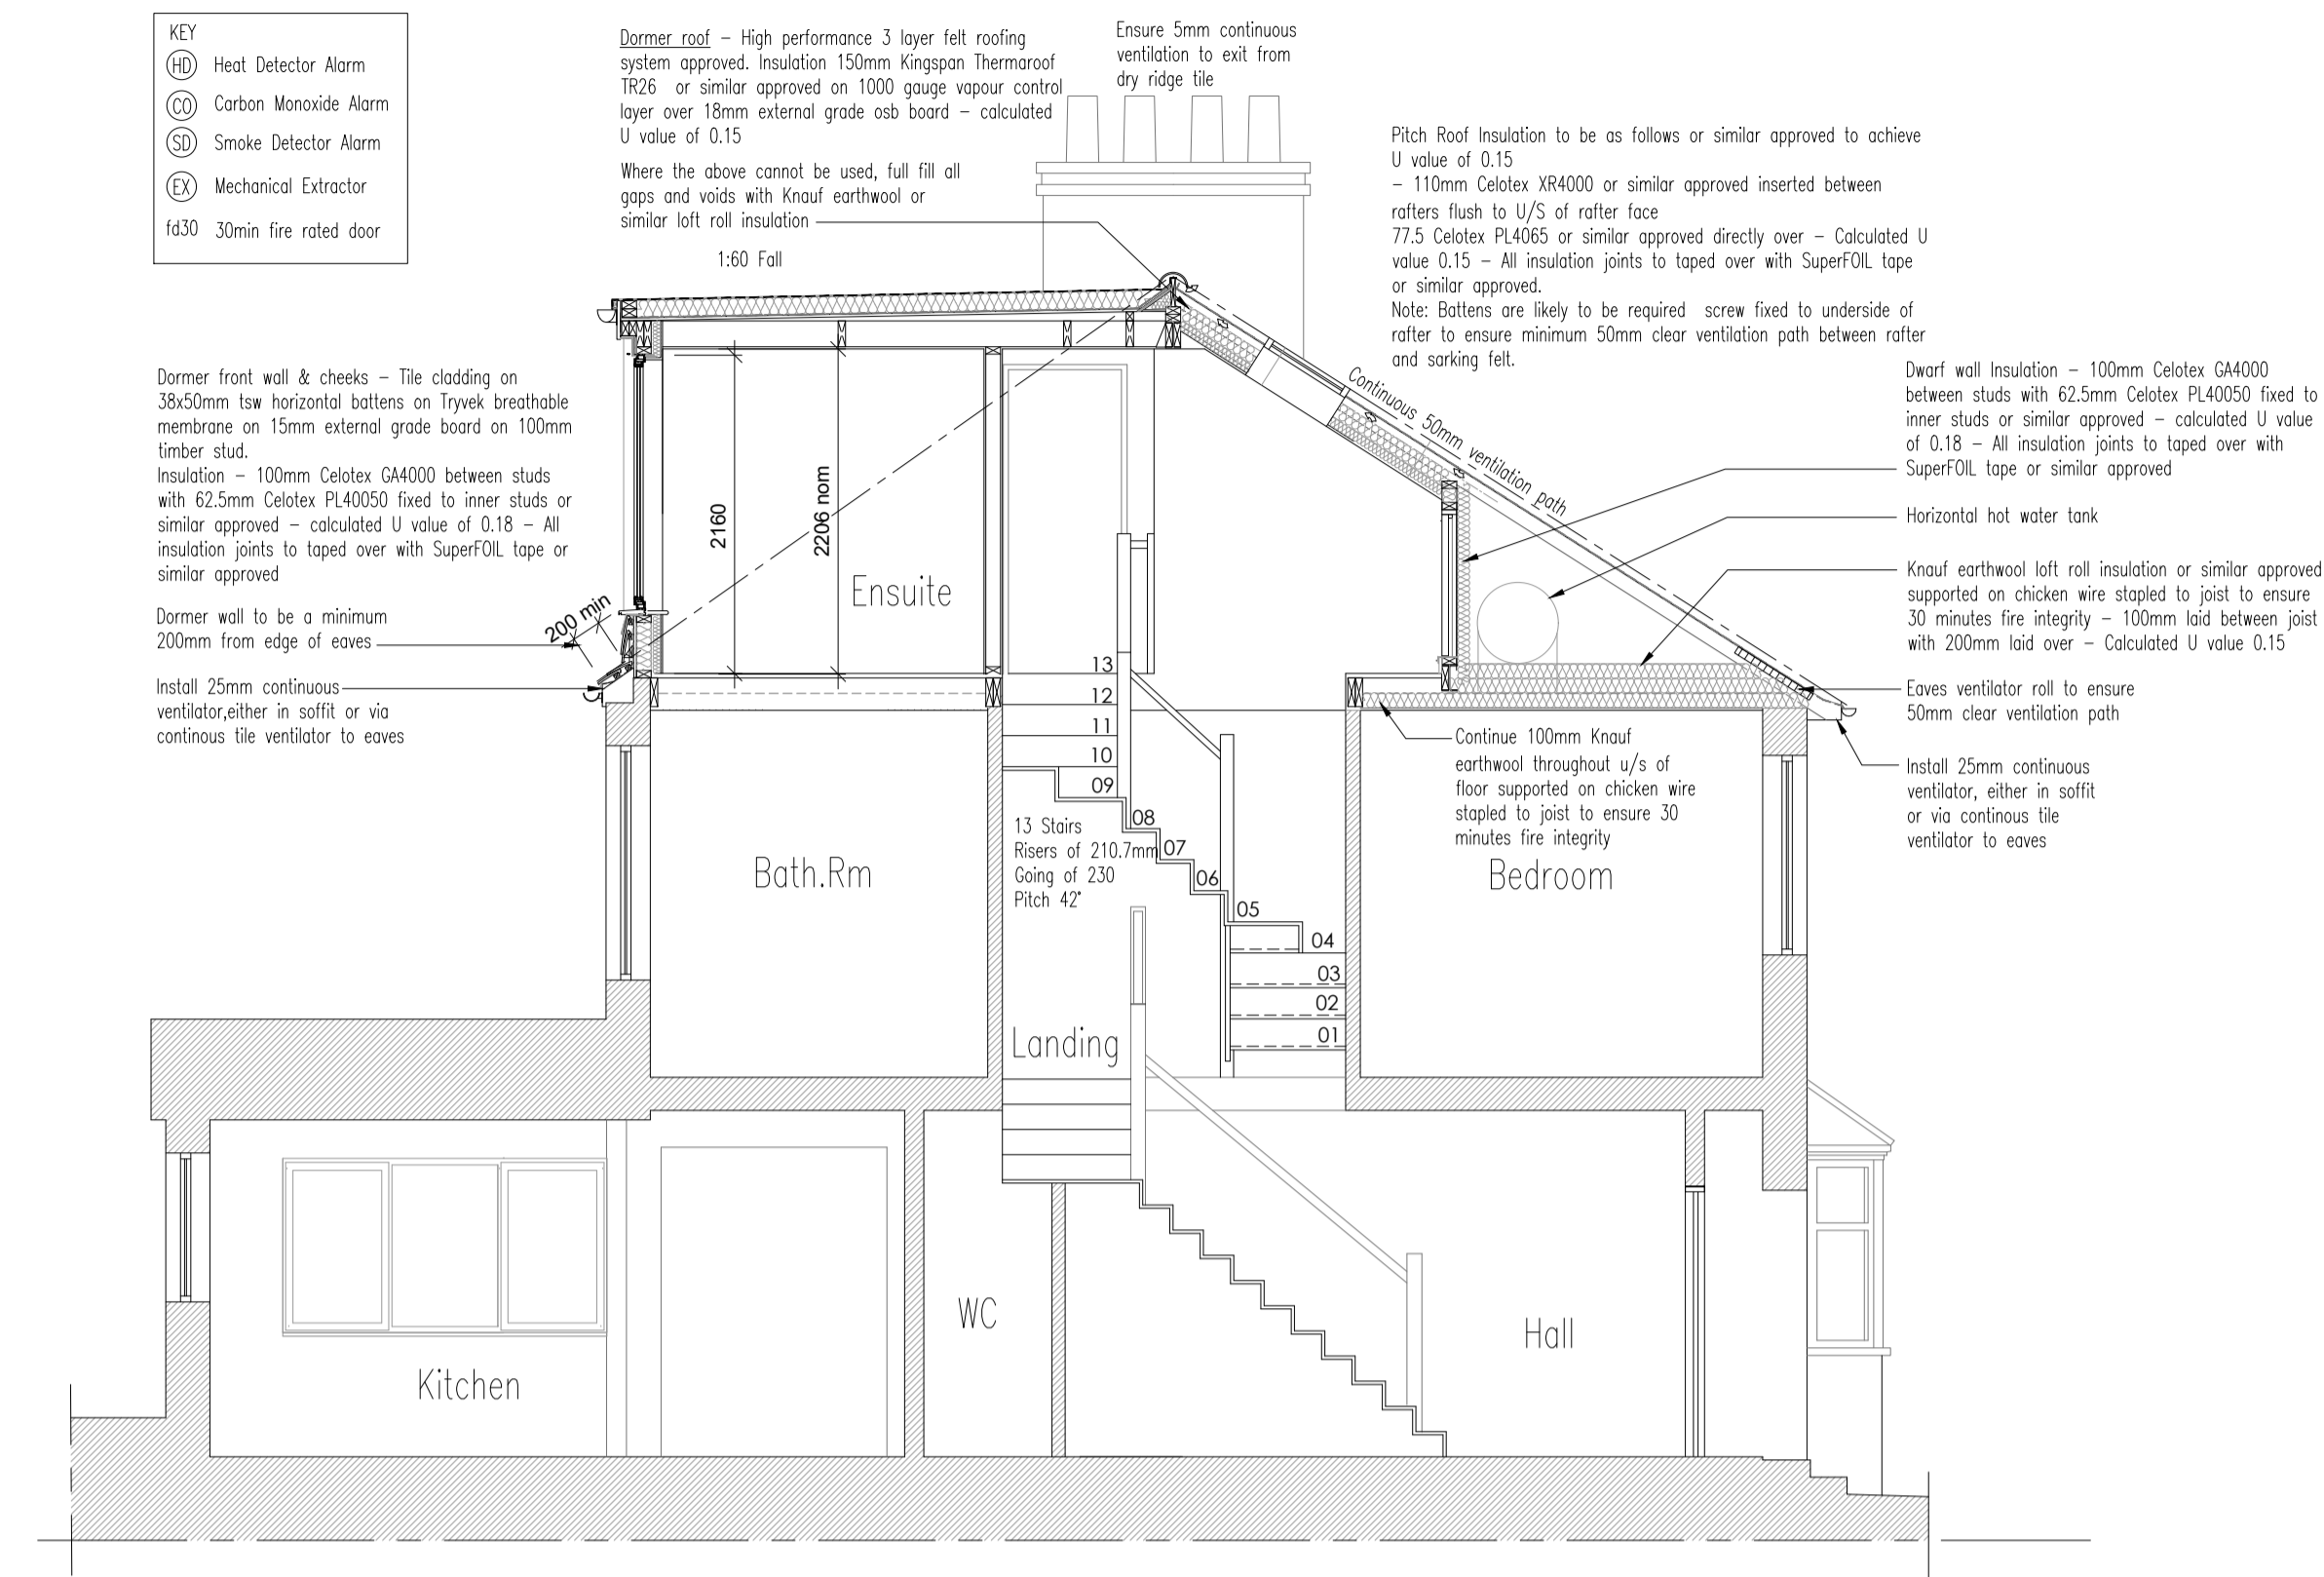 KEY
HD Heat Detector Alarm
CO Carbon Monoxide Alarm
SD Smoke Detector Alarm
EX Mechanical Extractor
fd30 30min fire rated door
Dormer roof – High performance 3 layer felt roofing
system approved. Insulation 150mm Kingspan Thermaroof
TR26 or similar approved on 1000 gauge vapour control
layer over 18mm external grade osb board – calculated
U value of 0.15
Where the above cannot be used, full fill all
gaps and voids with Knauf earthwool or
similar loft roll insulation
1:60 Fall
Ensure 5mm continuous
ventilation to exit from
dry ridge tile
Pitch Roof Insulation to be as follows or similar approved to achieve
U value of 0.15
– 110mm Celotex XR4000 or similar approved inserted between
rafters flush to U/S of rafter face
77.5 Celotex PL4065 or similar approved directly over – Calculated U
value 0.15 – All insulation joints to taped over with SuperFOIL tape
or similar approved.
Note: Battens are likely to be required screw fixed to underside of
rafter to ensure minimum 50mm clear ventilation path between rafter
and sarking felt.
Continuous 50mm ventilation path
Dwarf wall Insulation – 100mm Celotex GA4000
between studs with 62.5mm Celotex PL40050 fixed to
inner studs or similar approved – calculated U value
of 0.18 – All insulation joints to taped over with
SuperFOIL tape or similar approved
Horizontal hot water tank
Knauf earthwool loft roll insulation or similar approved
supported on chicken wire stapled to joist to ensure
30 minutes fire integrity – 100mm laid between joist
with 200mm laid over – Calculated U value 0.15
Eaves ventilator roll to ensure
50mm clear ventilation path
Install 25mm continuous
ventilator, either in soffit
or via continous tile
ventilator to eaves
Dormer front wall & cheeks – Tile cladding on
38x50mm tsw horizontal battens on Tryvek breathable
membrane on 15mm external grade board on 100mm
timber stud.
Insulation – 100mm Celotex GA4000 between studs
with 62.5mm Celotex PL40050 fixed to inner studs or
similar approved – calculated U value of 0.18 – All
insulation joints to taped over with SuperFOIL tape or
similar approved
Dormer wall to be a minimum
200mm from edge of eaves
200 min
Install 25mm continuous
ventilator,either in soffit or via
continous tile ventilator to eaves
2160
2206 nom
Ensuite
13
12
11
10
09
08
07
06
05
04
03
02
01
13 Stairs
Risers of 210.7mm
Going of 230
Pitch 42°
Continue 100mm Knauf
earthwool throughout u/s of
floor supported on chicken wire
stapled to joist to ensure 30
minutes fire integrity
Bath.Rm
Bedroom
Landing
Kitchen
WC
Hall